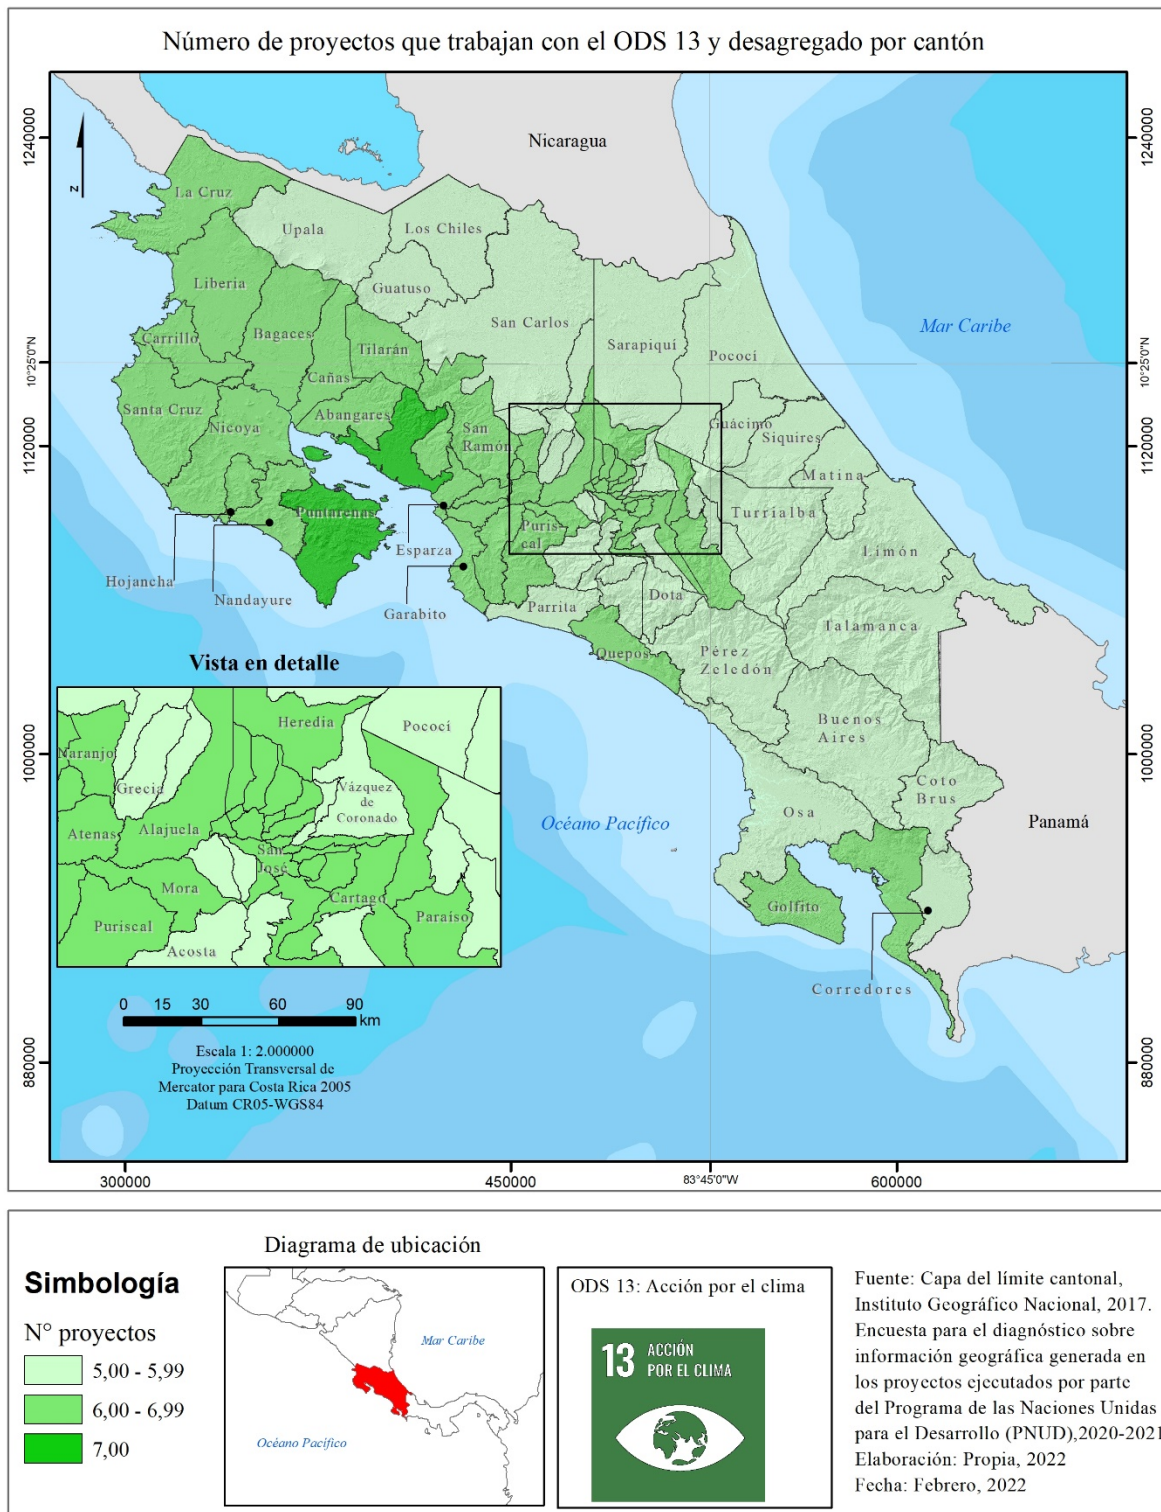 Número de proyectos que trabajan con el ODS 13 y desagregado por cantón
1240000
1240000
10°25'0"N
10°25'0"N
1120000
1120000
1000000
1000000
880000
880000
300000
450000
83°45'0"W
600000
N
Nicaragua
Mar Caribe
Océano Pacífico
Panamá
La Cruz
Upala
Los Chiles
Guatuso
Liberia
San Carlos
Sarapiquí
Pococí
Carrillo
Bagaces
Tilarán
Cañas
Santa Cruz
Nicoya
Abangares
San
Ramón
Guácimo
Siquires
Matina
Turrialba
Limón
Puntarenas
Puris-
cal
Esparza
Hojancha
Nandayure
Garabito
Parrita
Dota
Talamanca
Quepos
Pérez
Zeledón
Buenos
Aires
Coto
Brus
Osa
Golfito
Corredores
Vista en detalle
Heredia
Pococí
Naranjo
Grecia
Vázquez
de
Coronado
Atenas
Alajuela
San
José
Mora
Cartago
Paraíso
Puriscal
Acosta
0 15 30 60 90
km
Escala 1: 2.000000
Proyección Transversal de
Mercator para Costa Rica 2005
Datum CR05-WGS84
Simbología
N° proyectos
5,00 - 5,99
6,00 - 6,99
7,00
Diagrama de ubicación
Mar Caribe
Océano Pacífico
ODS 13: Acción por el clima
13 ACCIÓN
POR EL CLIMA
Fuente: Capa del límite cantonal,
Instituto Geográfico Nacional, 2017.
Encuesta para el diagnóstico sobre
información geográfica generada en
los proyectos ejecutados por parte
del Programa de las Naciones Unidas
para el Desarrollo (PNUD),2020-2021
Elaboración: Propia, 2022
Fecha: Febrero, 2022